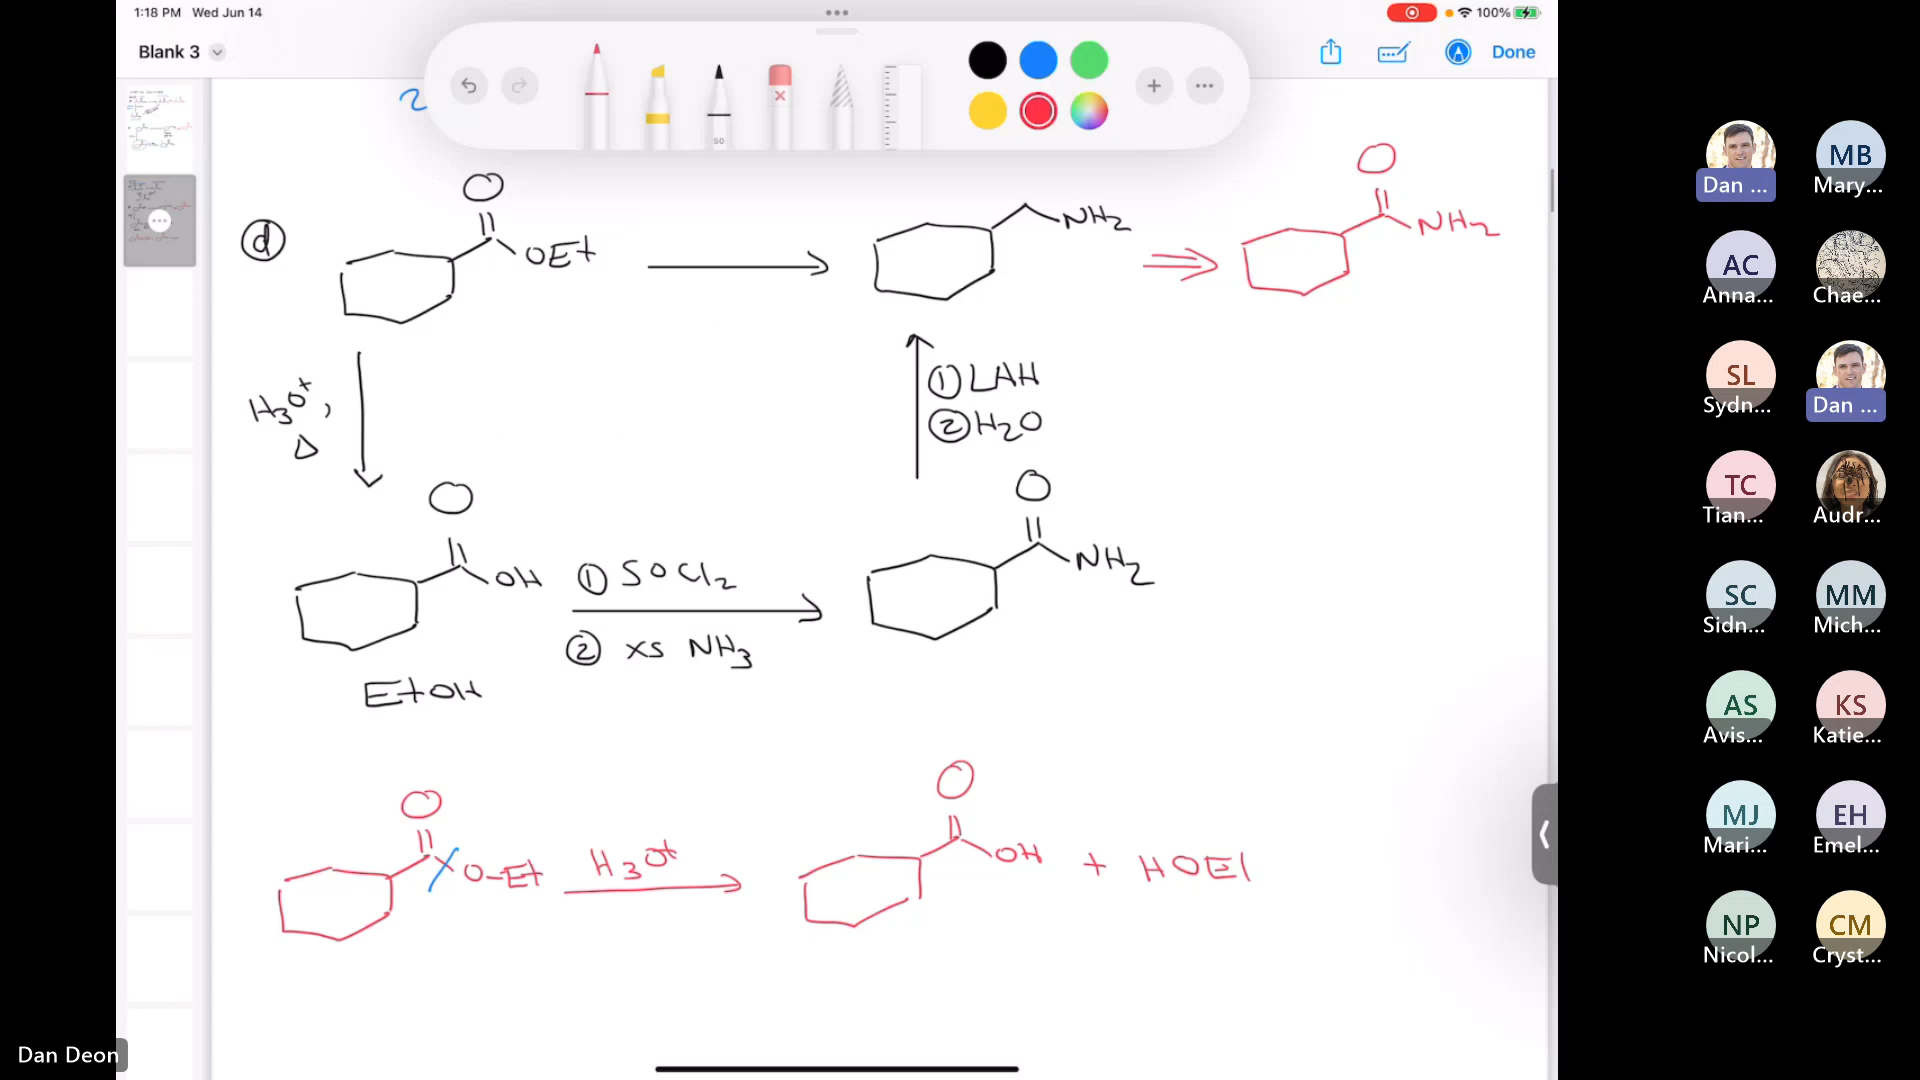 1:18 PM Wed Jun 14
100%
Blank 3
Done
50
2
O
O
d
OEt
NH2
NH2
H3O+,
Δ
① LAH
② H2O
O
O
OH
① SOCl2
NH2
② xs NH3
EtOH
O
O
O-Et
H3O+
OH
+ HOEt
Dan ...
MB
Mary...
AC
Anna...
Chae...
SL
Sydn...
Dan ...
TC
Tian...
Audr...
SC
Sidn...
MM
Mich...
AS
Avis...
KS
Katie...
MJ
Mari...
EH
Emel...
NP
Nicol...
CM
Cryst...
Dan Deon